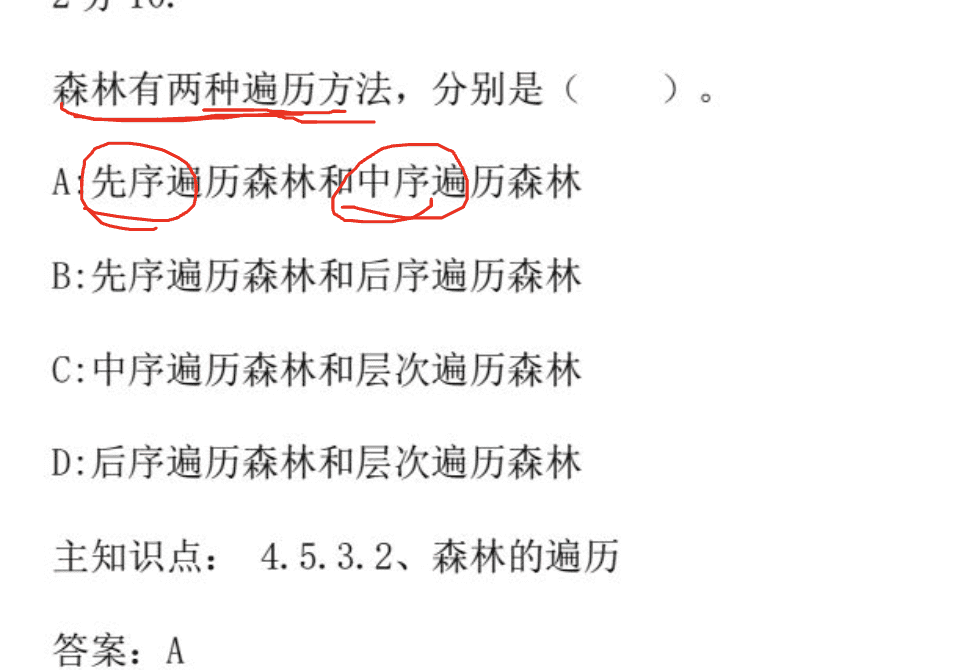 2 分 10.
森林有两种遍历方法，分别是（    ）。
A:先序遍历森林和中序遍历森林
B:先序遍历森林和后序遍历森林
C:中序遍历森林和层次遍历森林
D:后序遍历森林和层次遍历森林
主知识点： 4.5.3.2、森林的遍历
答案：A